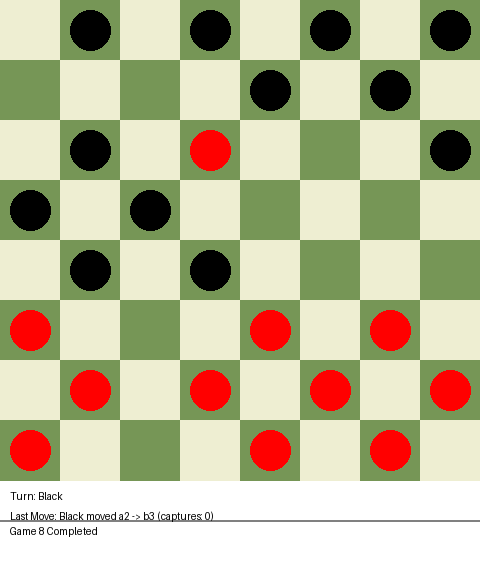 Turn: Black
Last Move: Black moved a2 -> b3 (captures: 0)
Game 8 Completed